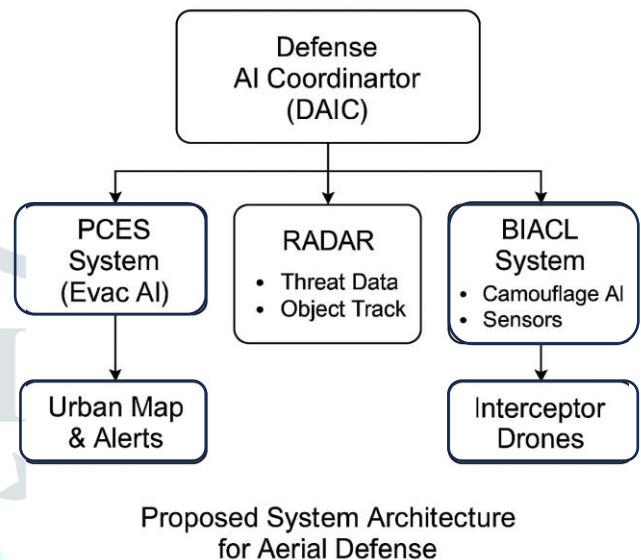 Defense
AI Coordinartor
(DAIC)
PCES
System
(Evac AI)
RADAR
• Threat Data
• Object Track
BIACL
System
• Camouflage AI
• Sensors
Urban Map
& Alerts
Interceptor
Drones
Proposed System Architecture
for Aerial Defense